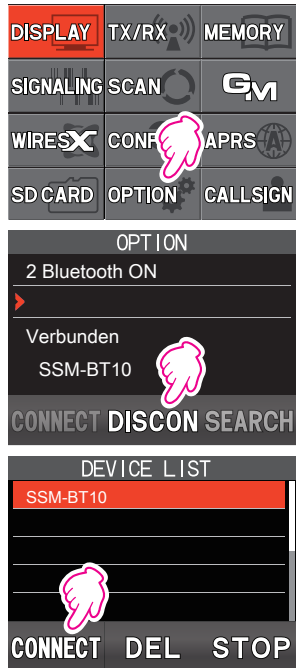 DISPLAY TX/RX MEMORY
SIGNALING SCAN GM
WIRES X CONF APRS
SD CARD OPTION CALLSIGN
OPTION
2 Bluetooth ON
Verbunden
SSM-BT10
CONNECT DISCON SEARCH
DEVICE LIST
SSM-BT10
CONNECT DEL STOP